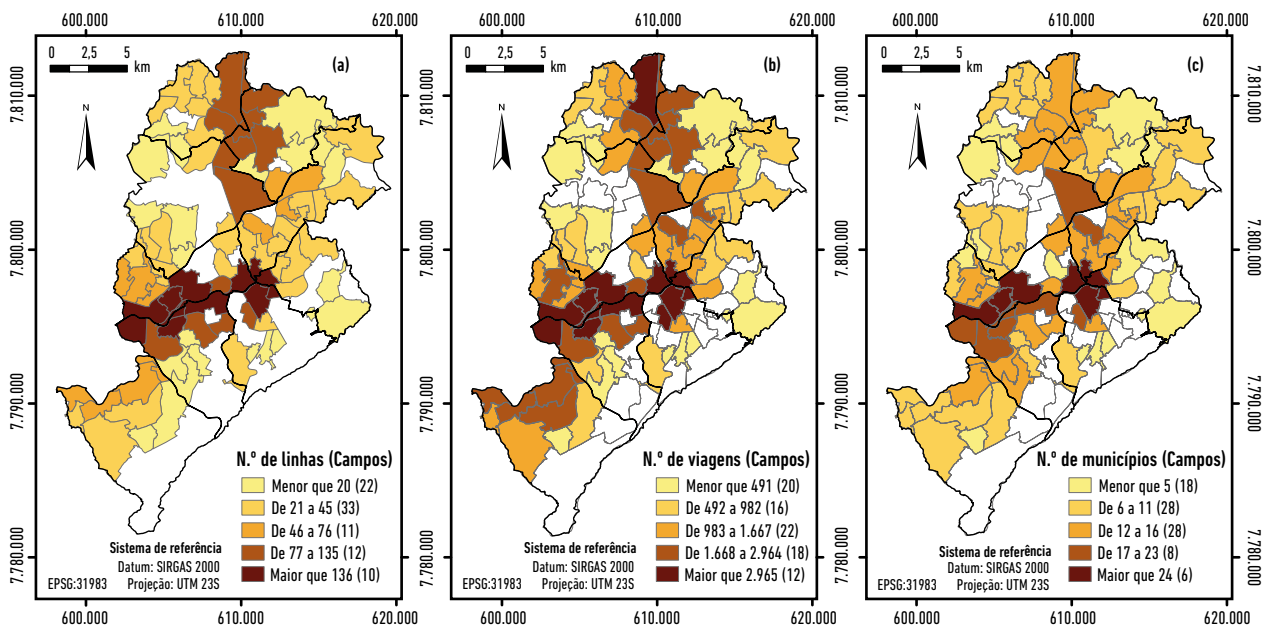 600.000 610.000 620.000
600.000 610.000 620.000
600.000 610.000 620.000
0 2,5 5
km
(a)
N
7.810.000
7.800.000
7.790.000
7.780.000
N.º de linhas (Campos)
Menor que 20 (22)
De 21 a 45 (33)
De 46 a 76 (11)
De 77 a 135 (12)
Maior que 136 (10)
Sistema de referência
Datum: SIRGAS 2000
EPSG:31983 Projeção: UTM 23S
600.000 610.000 620.000
0 2,5 5
km
(b)
N
7.810.000
7.800.000
7.790.000
7.780.000
N.º de viagens (Campos)
Menor que 491 (20)
De 492 a 982 (16)
De 983 a 1.667 (22)
De 1.668 a 2.964 (18)
Maior que 2.965 (12)
Sistema de referência
Datum: SIRGAS 2000
EPSG:31983 Projeção: UTM 23S
600.000 610.000 620.000
0 2,5 5
km
(c)
N
7.810.000
7.800.000
7.790.000
7.780.000
N.º de municípios (Campos)
Menor que 5 (18)
De 6 a 11 (28)
De 12 a 16 (28)
De 17 a 23 (8)
Maior que 24 (6)
Sistema de referência
Datum: SIRGAS 2000
EPSG:31983 Projeção: UTM 23S
600.000 610.000 620.000